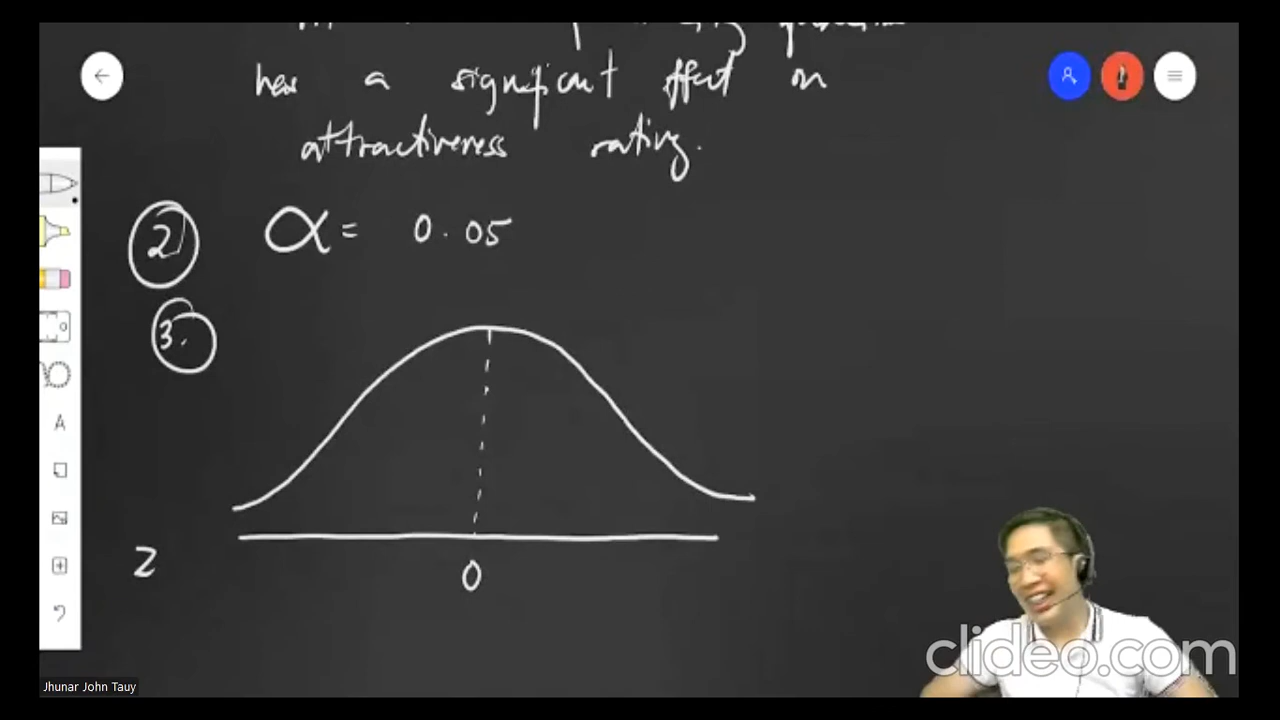 has a significant effect on
attractiveness rating.
2 α = 0.05
3.
Z 0
A
clideo.com
Jhunar John Tauy